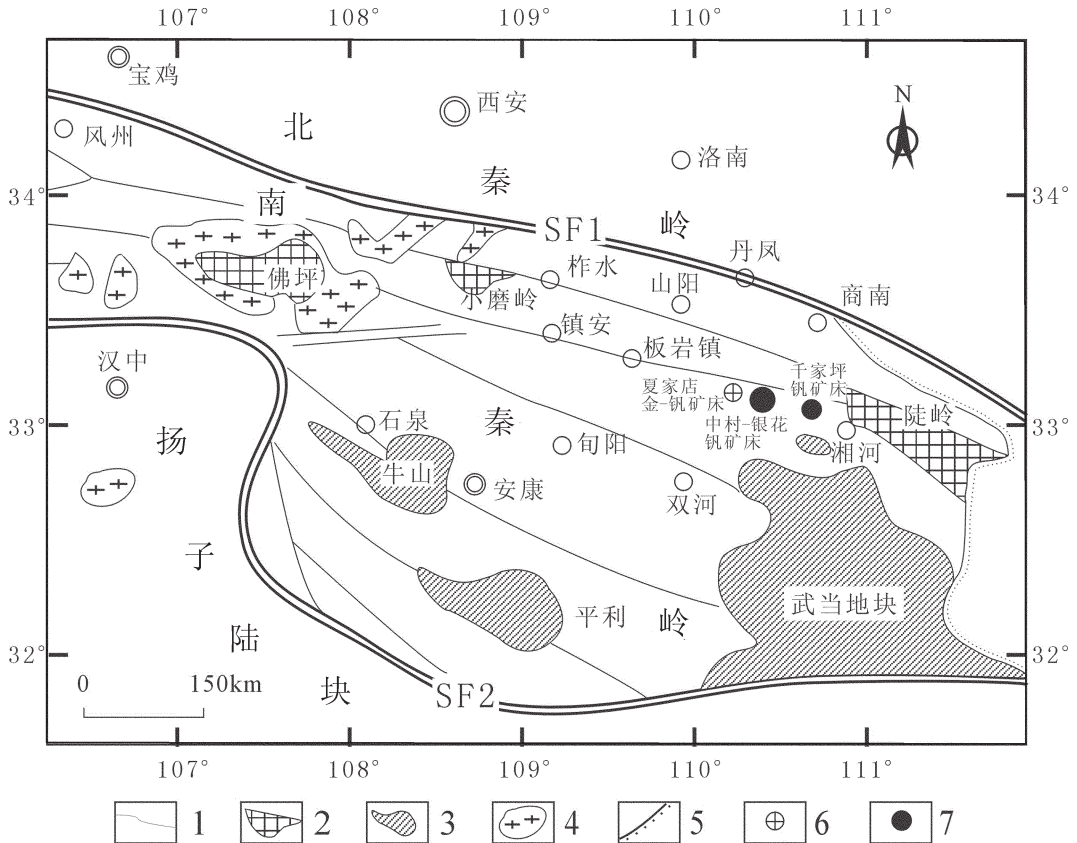 107° 108° 109° 110° 111°
宝鸡
西安
N
北
风州
洛南
秦
34°
34°
南
岭
SF1
丹凤
柞水
佛坪
山阳
小磨岭
商南
镇安
板岩镇
汉中
千家坪
钒矿床
夏家店
金-钒矿床
中村-银花
钒矿床
陡岭
石泉
33°
33°
扬
秦
旬阳
湘河
牛山
安康
双河
子
武当地块
平利
岭
陆
32°
32°
0 150km
块
SF2
107° 108° 109° 110° 111°
1 2 3 4 5 6 7